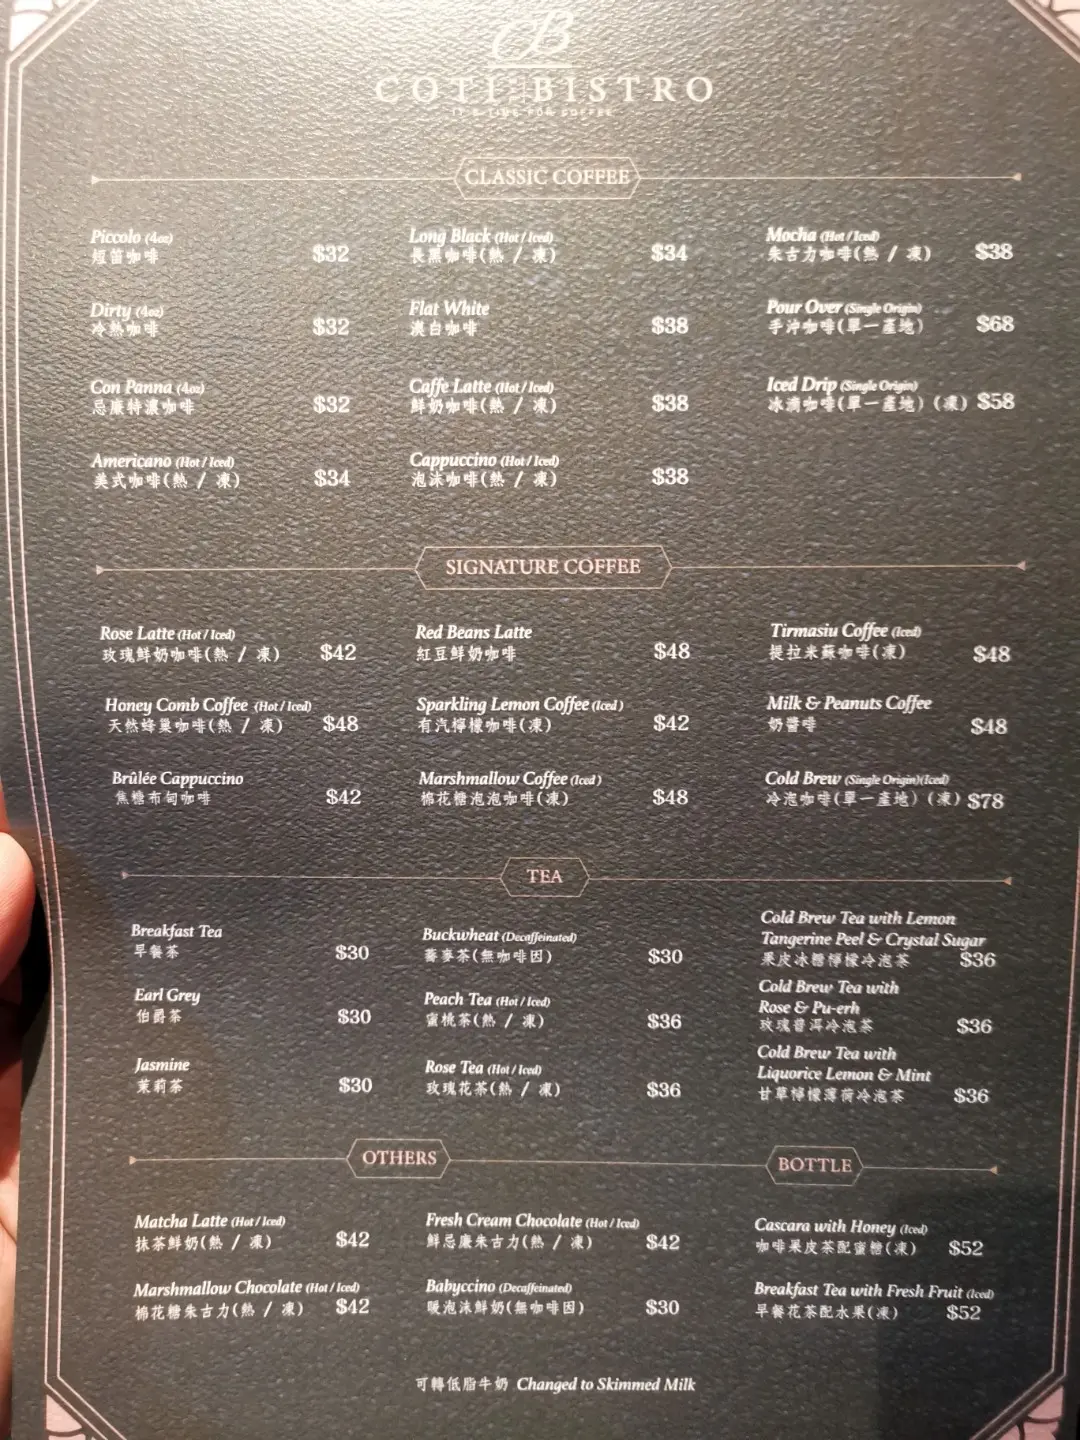 CB
COTI BISTRO
IT'S TIME FOR COFFEE
CLASSIC COFFEE
Piccolo (4oz)
短笛咖啡 $32
Dirty (4oz)
冷熱咖啡 $32
Con Panna (4oz)
忌廉特濃咖啡 $32
Americano (Hot / Iced)
美式咖啡(熱 / 凍) $34
Long Black (Hot / Iced)
長黑咖啡(熱 / 凍) $34
Flat White
澳白咖啡 $38
Caffe Latte (Hot / Iced)
鮮奶咖啡(熱 / 凍) $38
Cappuccino (Hot / Iced)
泡沫咖啡(熱 / 凍) $38
Mocha (Hot / Iced)
朱古力咖啡(熱 / 凍) $38
Pour Over (Single Origin)
手沖咖啡(單一產地) $68
Iced Drip (Single Origin)
冰滴咖啡(單一產地) (凍) $58
SIGNATURE COFFEE
Rose Latte (Hot / Iced)
玫瑰鮮奶咖啡(熱 / 凍) $42
Honey Comb Coffee (Hot / Iced)
天然蜂巢咖啡(熱 / 凍) $48
Brûlée Cappuccino
焦糖布甸咖啡 $42
Red Beans Latte
紅豆鮮奶咖啡 $48
Sparkling Lemon Coffee (Iced )
有汽檸檬咖啡(凍) $42
Marshmallow Coffee (Iced )
棉花糖泡泡咖啡(凍) $48
Tirmasiu Coffee (Iced)
提拉米蘇咖啡(凍) $48
Milk & Peanuts Coffee
奶醬啡 $48
Cold Brew (Single Origin)(Iced)
冷泡咖啡(單一產地) (凍) $78
TEA
Breakfast Tea
早餐茶 $30
Earl Grey
伯爵茶 $30
Jasmine
茉莉茶 $30
Buckwheat (Decaffeinated)
蕎麥茶(無咖啡因) $30
Peach Tea (Hot / Iced)
蜜桃茶(熱 / 凍) $36
Rose Tea (Hot / Iced)
玫瑰花茶(熱 / 凍) $36
Cold Brew Tea with Lemon
Tangerine Peel & Crystal Sugar
果皮冰糖檸檬冷泡茶 $36
Cold Brew Tea with
Rose & Pu-erh
玫瑰普洱冷泡茶 $36
Cold Brew Tea with
Liquorice Lemon & Mint
甘草檸檬薄荷冷泡茶 $36
OTHERS
Matcha Latte (Hot / Iced)
抹茶鮮奶(熱 / 凍) $42
Marshmallow Chocolate (Hot / Iced)
棉花糖朱古力(熱 / 凍) $42
Fresh Cream Chocolate (Hot / Iced)
鮮忌廉朱古力(熱 / 凍) $42
Babyccino (Decaffeinated)
暖泡沫鮮奶(無咖啡因) $30
BOTTLE
Cascara with Honey (Iced)
咖啡果皮茶配蜜糖(凍) $52
Breakfast Tea with Fresh Fruit (Iced)
早餐花茶配水果(凍) $52
可轉低脂牛奶 Changed to Skimmed Milk